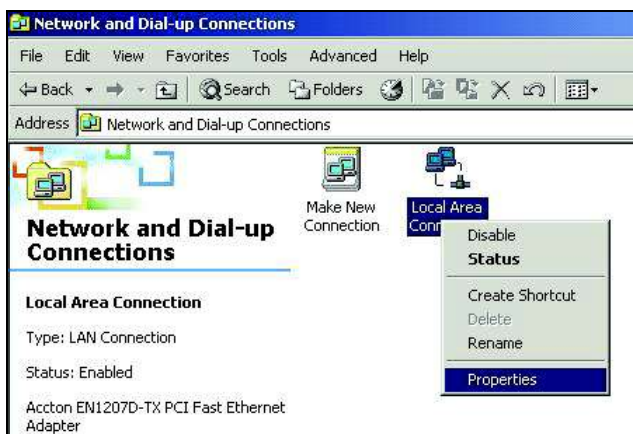 Network and Dial-up Connections
File Edit View Favorites Tools Advanced Help
Back Search Folders
Address Network and Dial-up Connections
Make New
Connection
Local Area
Network and Dial-up
Connections
Local Area Connection
Type: LAN Connection
Status: Enabled
Accton EN1207D-TX PCI Fast Ethernet
Adapter
Disable
Status
Create Shortcut
Delete
Rename
Properties